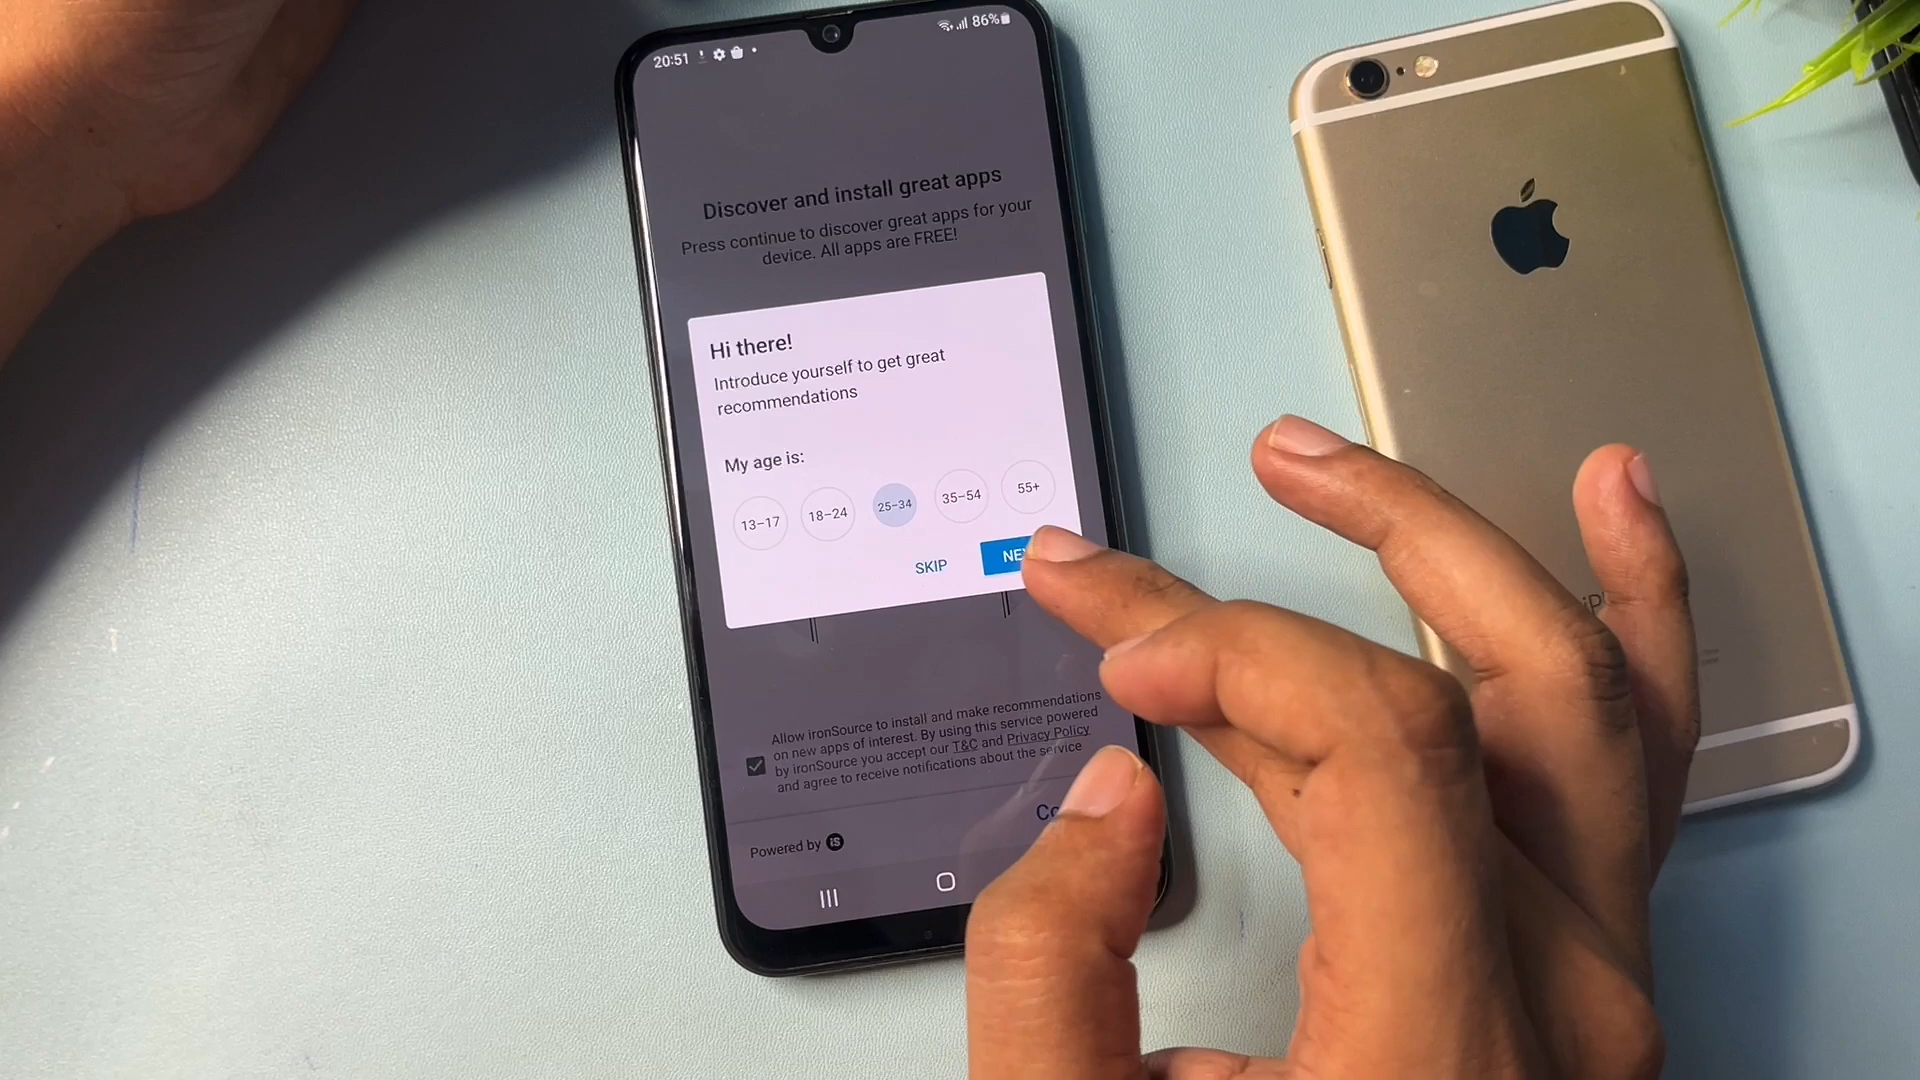 20:51
86%
Discover and install great apps
Press continue to discover great apps for your
device. All apps are FREE!
Hi there!
Introduce yourself to get great
recommendations
My age is:
13–17
18–24
25–34
35–54
55+
SKIP
Allow ironSource to install and make recommendations
on new apps of interest. By using this service powered
by ironSource you accept our T&C and Privacy Policy
and agree to receive notifications about the service
Powered by iS